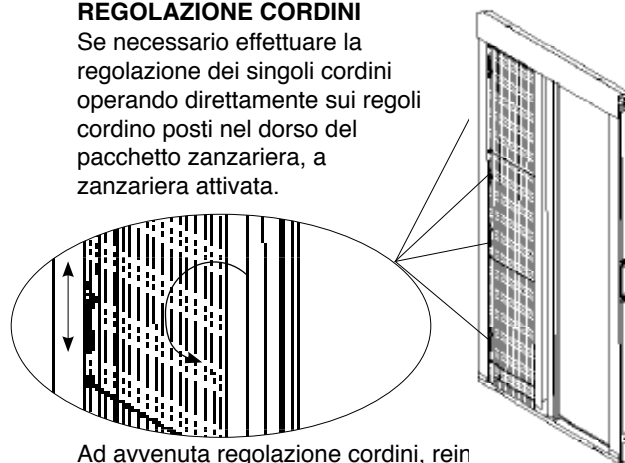 REGOLAZIONE CORDINI
Se necessario effettuare la
regolazione dei singoli cordini
operando direttamente sui regoli
cordino posti nel dorso del
pacchetto zanzariera, a
zanzariera attivata.
Ad avvenuta regolazione cordini,